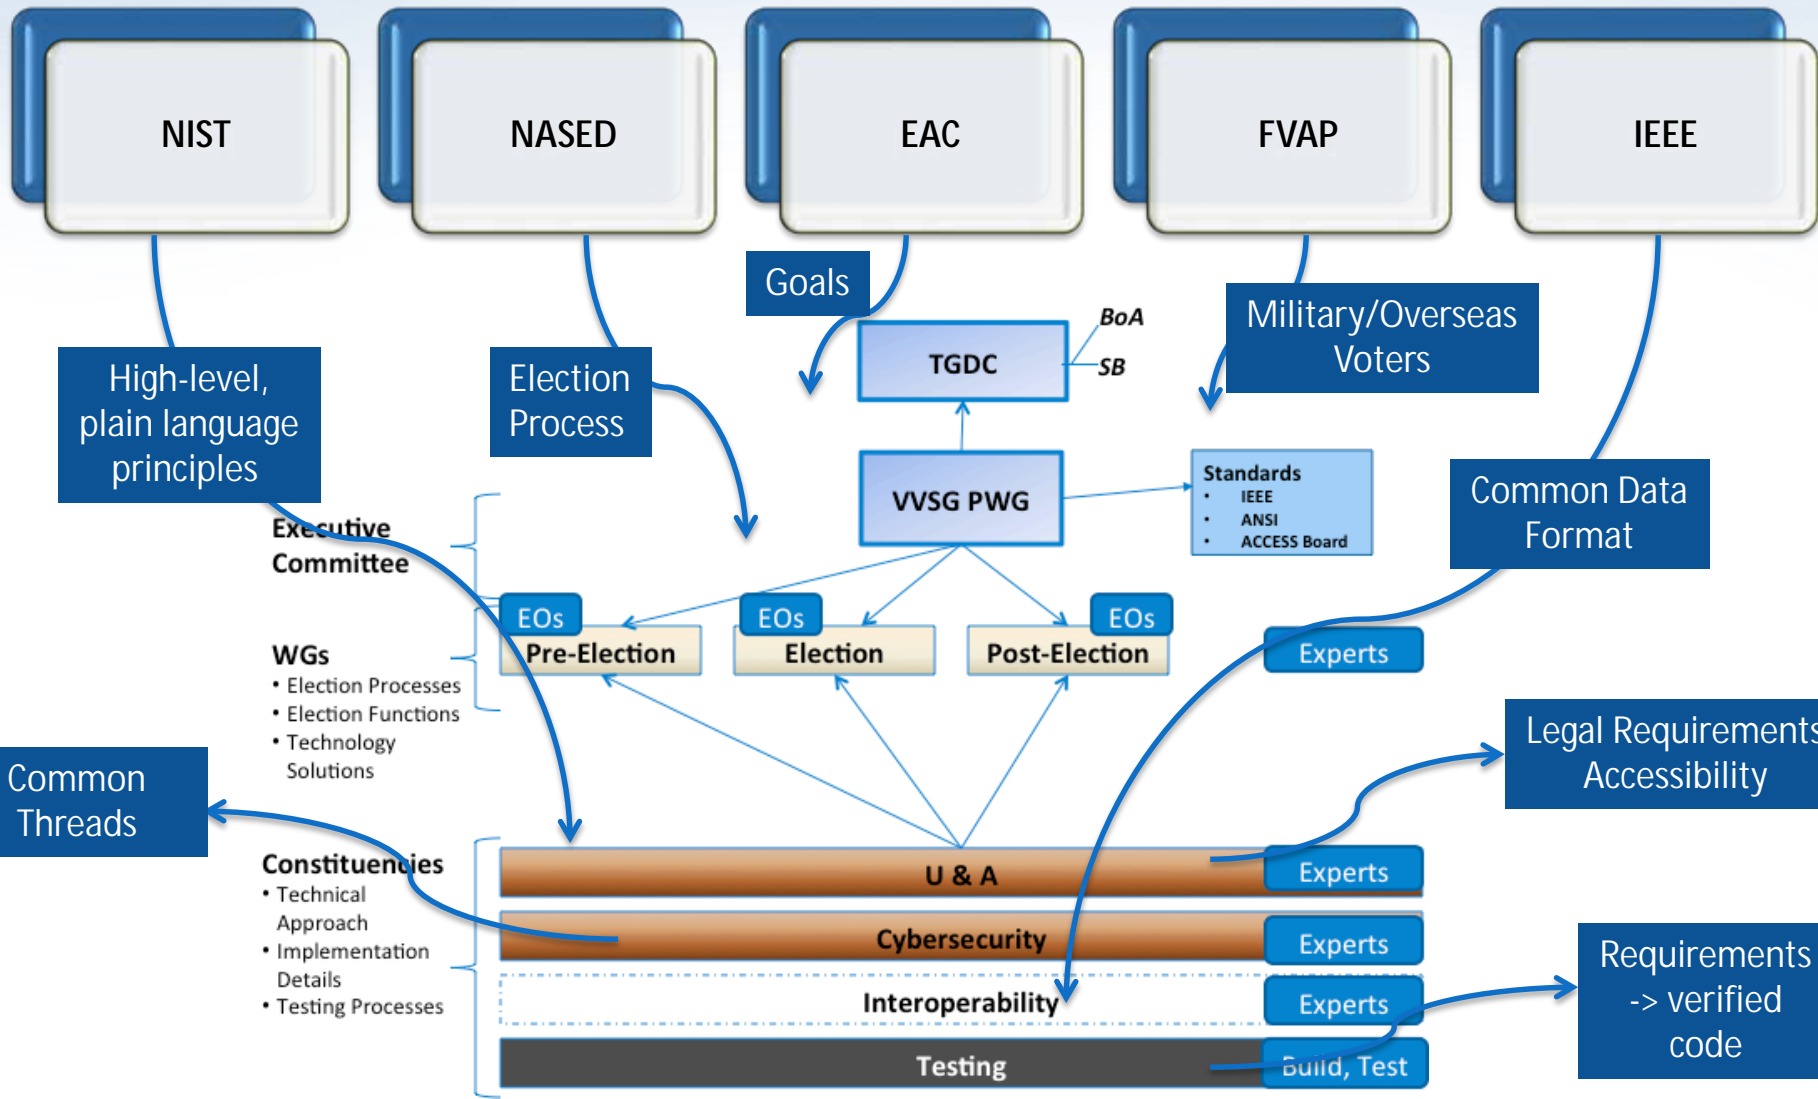 NIST
NASED
EAC
FVAP
IEEE
Goals
BoA
SB
TGDC
Military/Overseas
Voters
High-level,
plain language
principles
Election
Process
VVSG PWG
Standards
• IEEE
• ANSI
• ACCESS Board
Common Data
Format
Executive
Committee
EOs
EOs
EOs
Pre-Election
Election
Post-Election
Experts
WGs
• Election Processes
• Election Functions
• Technology
Solutions
Legal Requirements
Accessibility
Common
Threads
Constituencies
• Technical
Approach
• Implementation
Details
• Testing Processes
U & A
Experts
Cybersecurity
Experts
Interoperability
Experts
Testing
Build, Test
Requirements
-> verified
code